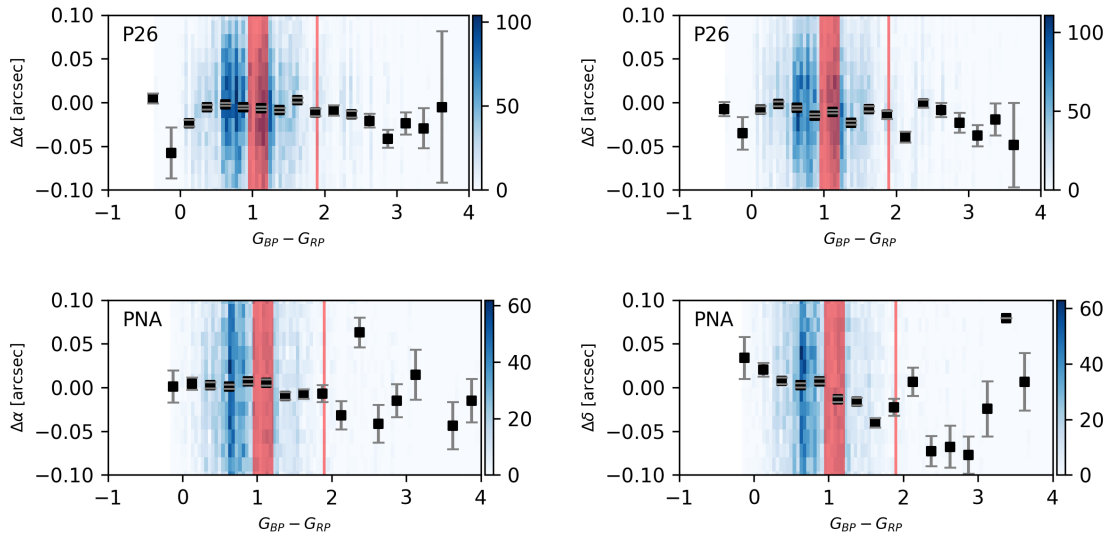 P26
Δα [arcsec]
0.10
0.05
0.00
−0.05
−0.10
−1 0 1 2 3 4
G_BP − G_RP
100
50
0
P26
Δδ [arcsec]
0.10
0.05
0.00
−0.05
−0.10
−1 0 1 2 3 4
G_BP − G_RP
100
50
0
PNA
Δα [arcsec]
0.10
0.05
0.00
−0.05
−0.10
−1 0 1 2 3 4
G_BP − G_RP
60
40
20
0
PNA
Δδ [arcsec]
0.10
0.05
0.00
−0.05
−0.10
−1 0 1 2 3 4
G_BP − G_RP
60
40
20
0